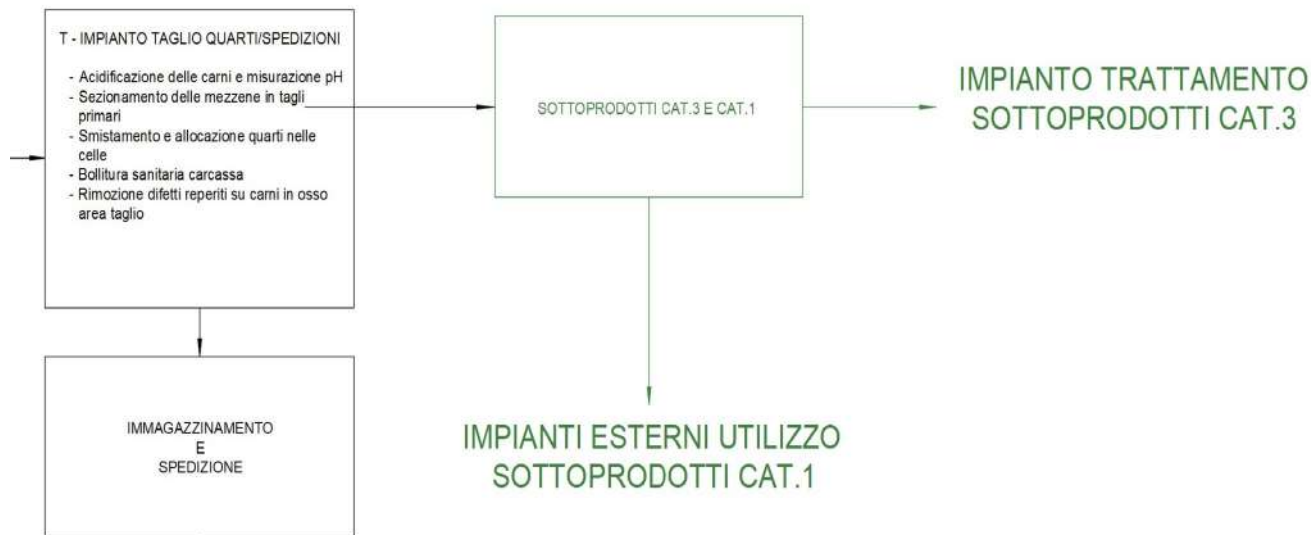 T - IMPIANTO TAGLIO QUARTI/SPEDIZIONI
- Acidificazione delle carni e misurazione pH
- Sezionamento delle mezzene in tagli
primari
- Smistamento e allocazione quarti nelle
celle
- Bollitura sanitaria carcassa
- Rimozione difetti reperiti su carni in osso
area taglio
SOTTOPRODOTTI CAT.3 E CAT.1
IMPIANTO TRATTAMENTO
SOTTOPRODOTTI CAT.3
IMMAGAZZINAMENTO
E
SPEDIZIONE
IMPIANTI ESTERNI UTILIZZO
SOTTOPRODOTTI CAT.1